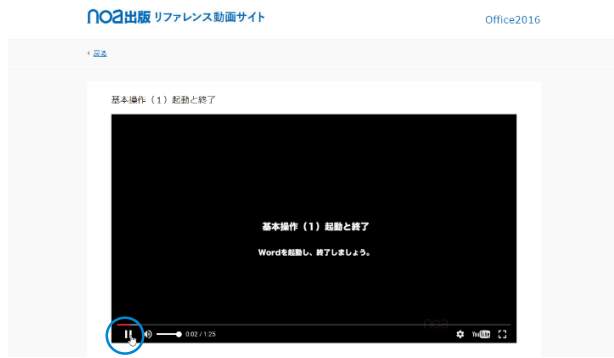 noa出版 リファレンス動画サイト
Office2016
‹ 戻る
基本操作（1）起動と終了
基本操作（1）起動と終了
Wordを起動し、終了しましょう。
noa
0:02 / 1:25
YouTube